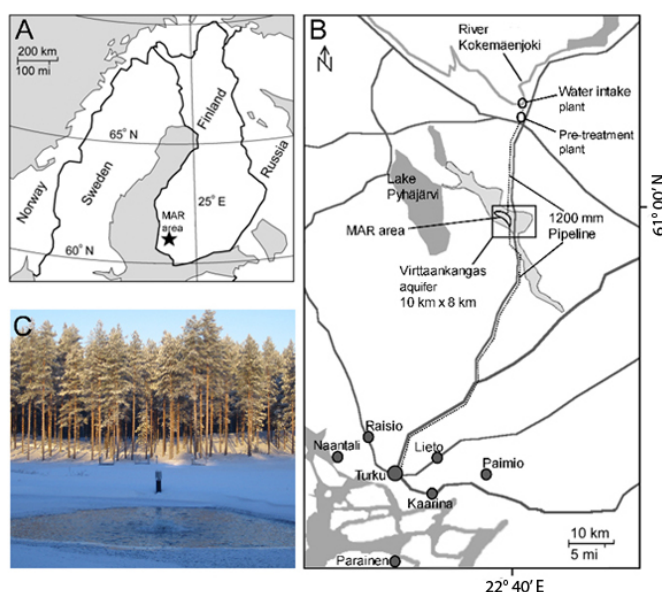 A
200 km
100 mi
65° N
Finland
Norway
Sweden
Russia
25° E
MAR
area
60° N
B
N
River
Kokemaenjoki
Water intake
plant
Pre-treatment
plant
Lake
Pyhäjärvi
MAR area
1200 mm
Pipeline
61° 00' N
Virttaankangas
aquifer
10 km x 8 km
Raisio
Naantali
Lieto
Turku
Paimio
Kaarina
Parainen
10 km
5 mi
22° 40' E
C